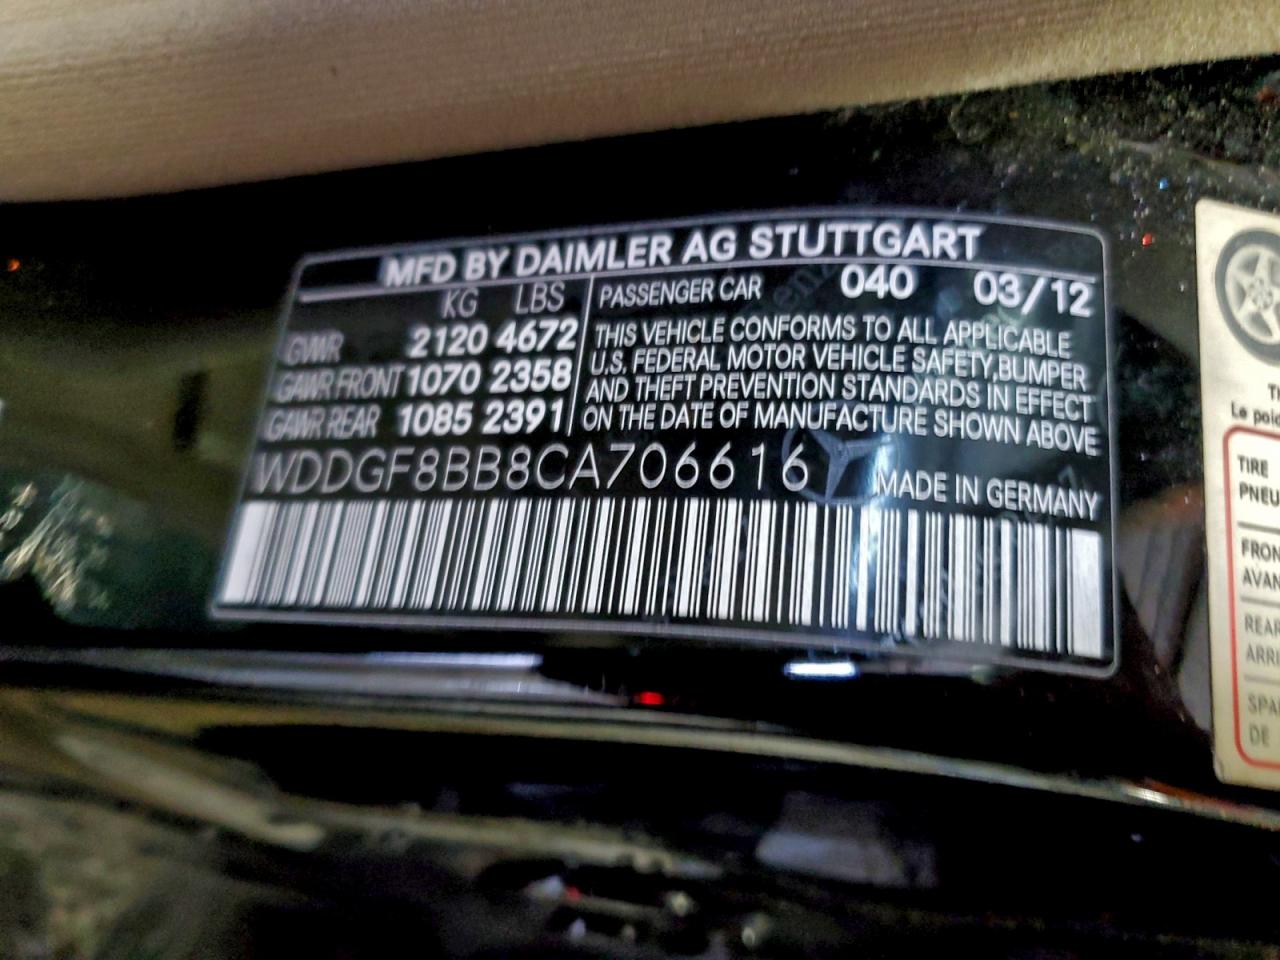 MFD BY DAIMLER AG STUTTGART
KG LBS
GVWR 2120 4672
GAWR FRONT 1070 2358
GAWR REAR 1085 2391
PASSENGER CAR 040 03/12
THIS VEHICLE CONFORMS TO ALL APPLICABLE
U.S. FEDERAL MOTOR VEHICLE SAFETY, BUMPER
AND THEFT PREVENTION STANDARDS IN EFFECT
ON THE DATE OF MANUFACTURE SHOWN ABOVE
WDDGF8BB8CA706616
MADE IN GERMANY
Le
TIRE
PNEU
FRON
AVAN
REAR
ARRI
SPA
DE